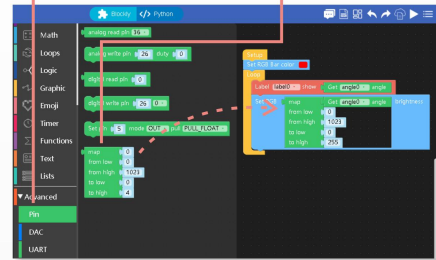 Blockly </> Python
Math
Loops
Logic
Graphic
Emoji
Timer
Functions
Text
Lists
Advanced
Pin
DAC
UART
analog read pin 16
analog write pin 26 duty 0
digital read pin 0
digital write pin 26 0
Set pin 5 mode OUT pull PULL_FLOAT
map 0
from low 0
from high 1023
to low 0
to high 4
Setup
Set RGB Bar color
Loop
Label label0 show Get angle0 angle
Set RGB map Get angle0 angle brightness
from low 0
from high 1023
to low 0
to high 255